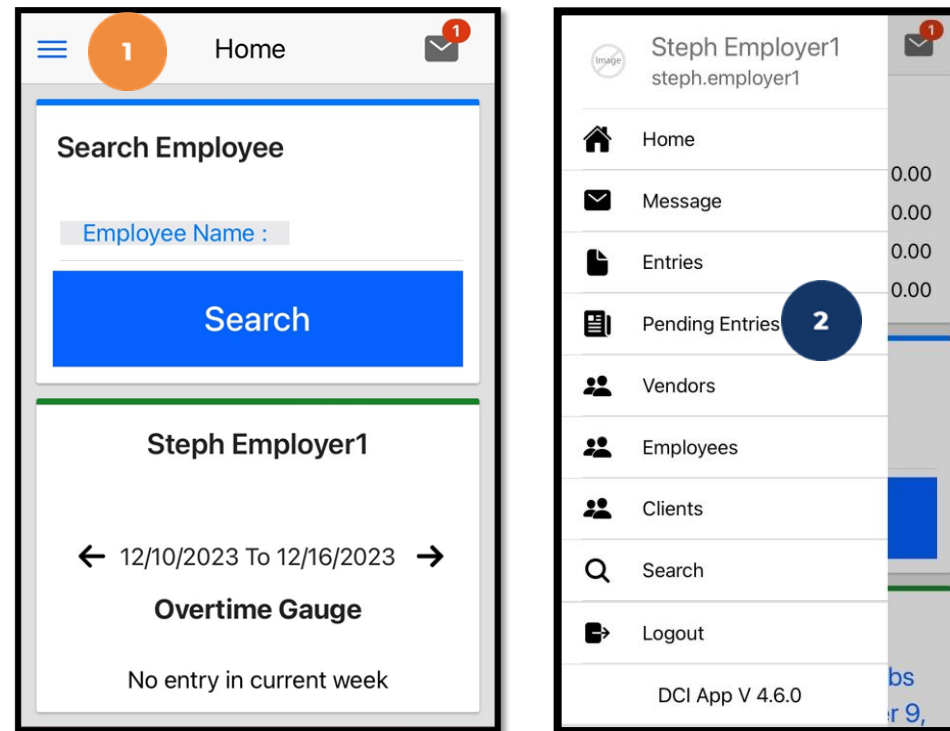 1
Home
1
Search Employee
Employee Name :
Search
Steph Employer1
12/10/2023 To 12/16/2023
Overtime Gauge
No entry in current week
Image
Steph Employer1
steph.employer1
1
Home
Message
Entries
Pending Entries
2
Vendors
Employees
Clients
Search
Logout
DCI App V 4.6.0
0.00
0.00
0.00
0.00
bs
r 9,